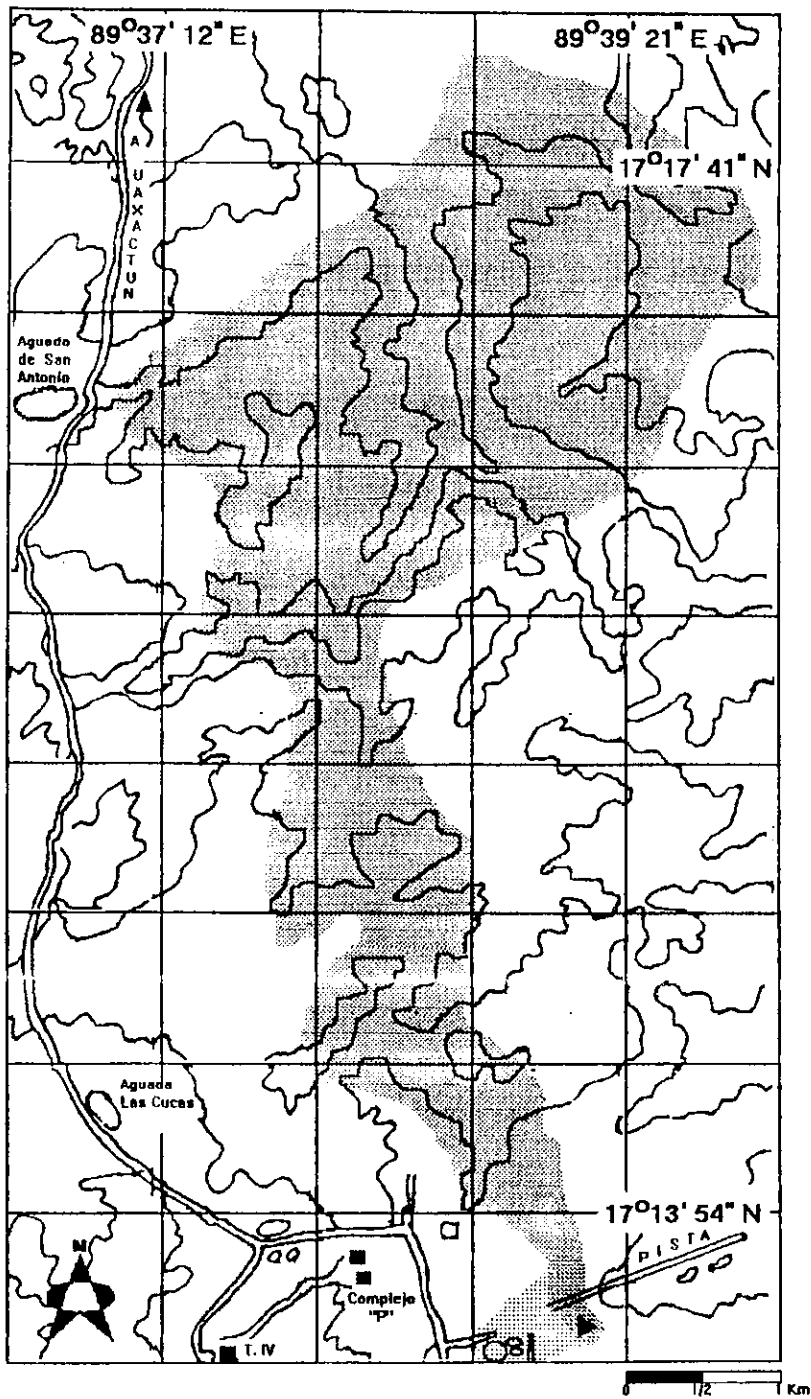 89° 37' 12" E
89° 39' 21" E
17° 17' 41" N
A UAXACTUN
Aguada
de San
Antonio
Aguada
Las Cucas
17° 13' 54" N
PISTA
N
Complejo
"P"
T. IV
0 1/2 1 Km